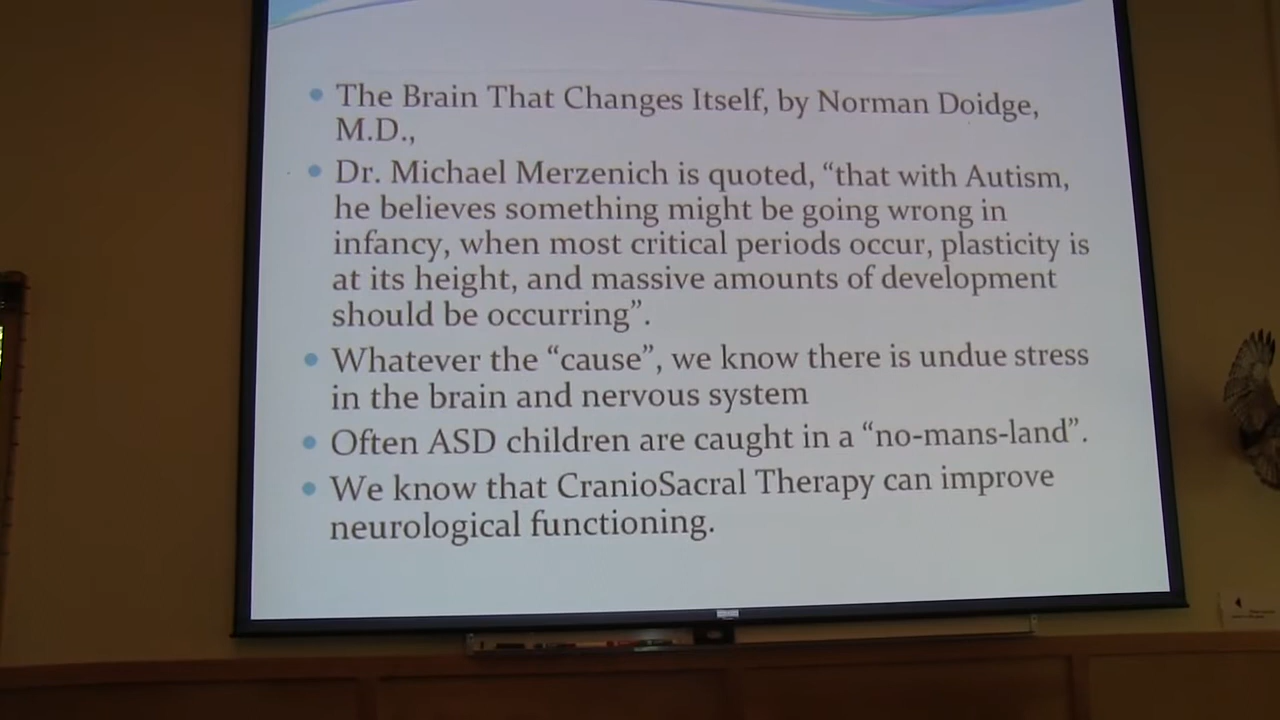 The Brain That Changes Itself, by Norman Doidge,
M.D.,
Dr. Michael Merzenich is quoted, “that with Autism,
he believes something might be going wrong in
infancy, when most critical periods occur, plasticity is
at its height, and massive amounts of development
should be occurring”.
Whatever the “cause”, we know there is undue stress
in the brain and nervous system
Often ASD children are caught in a “no-mans-land”.
We know that CranioSacral Therapy can improve
neurological functioning.